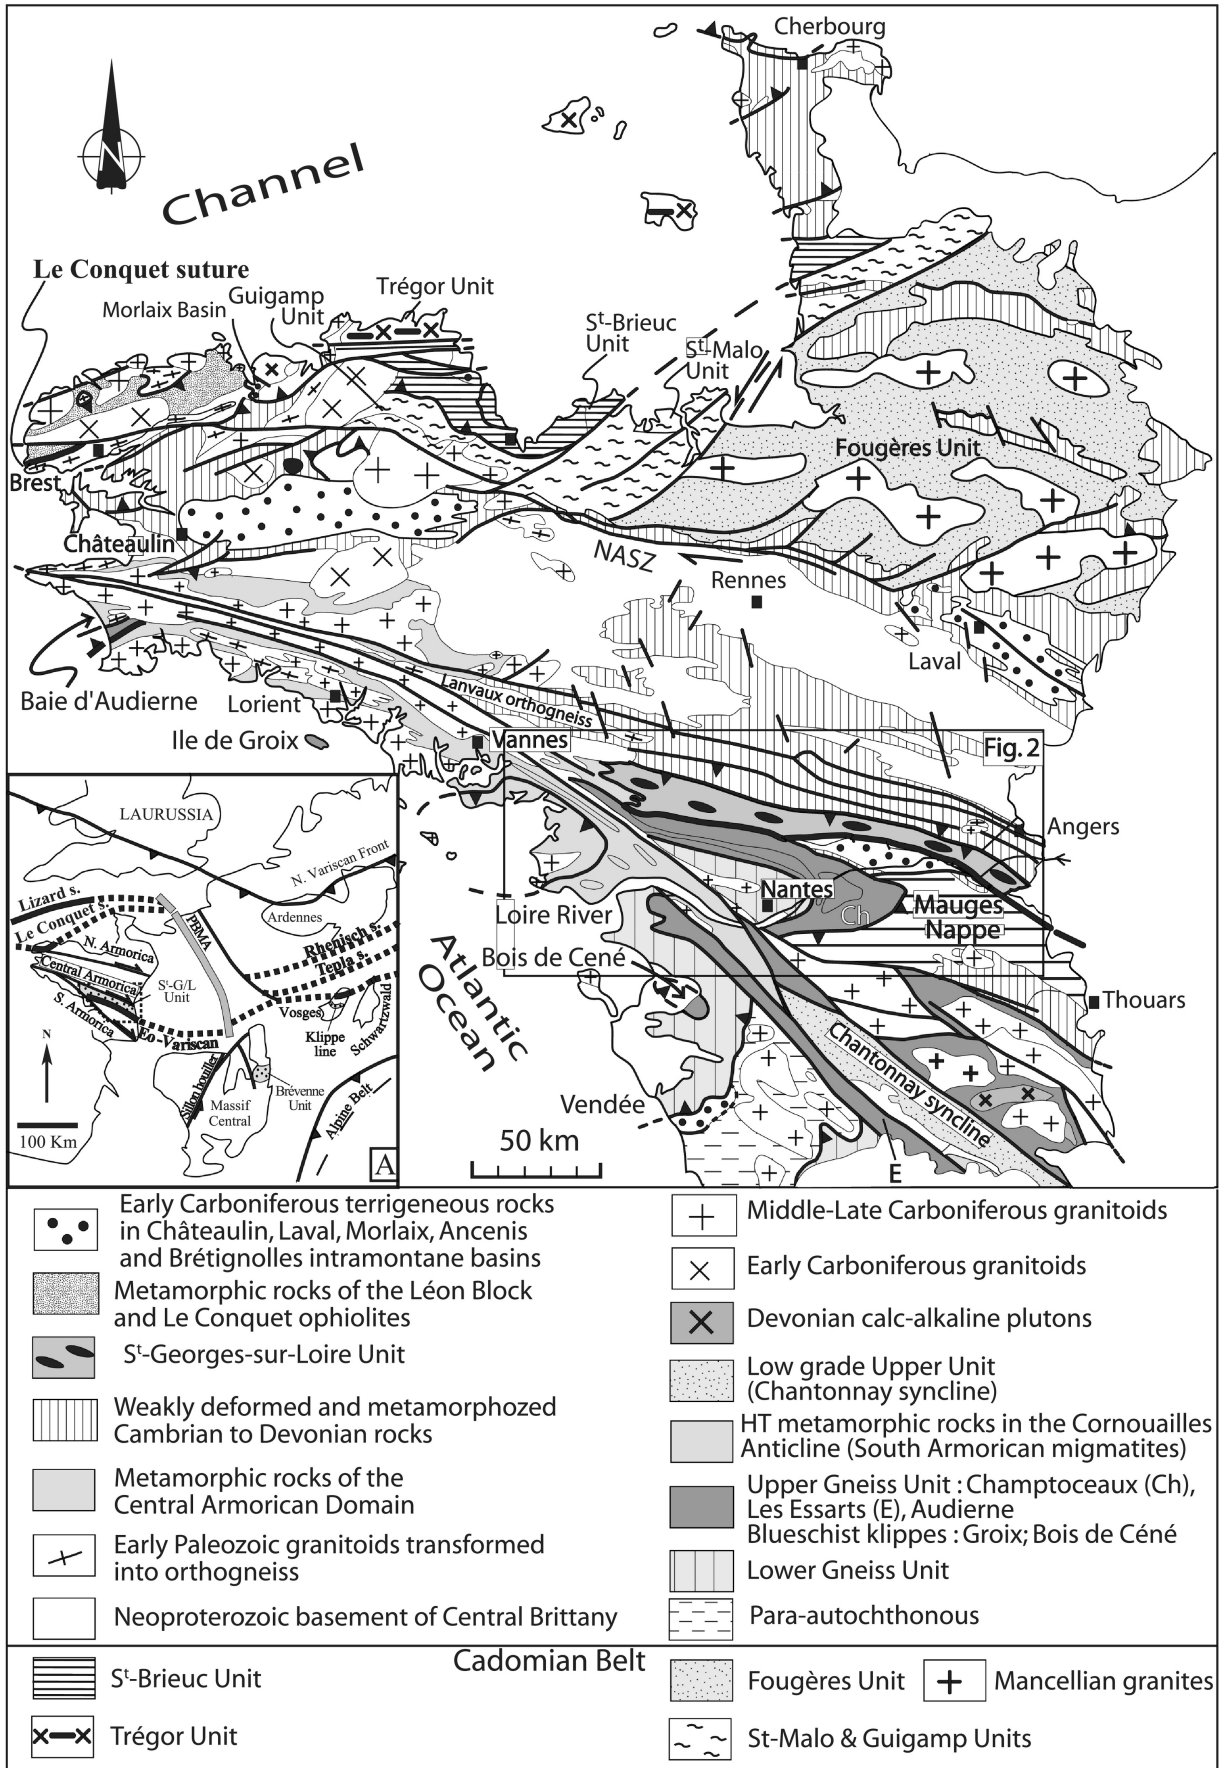 Cherbourg
N
Channel
Le Conquet suture
Morlaix Basin
Guigamp
Unit
Trégor Unit
St-Brieuc
Unit
St-Malo
Unit
Fougères Unit
Brest
Châteaulin
NASZ
Rennes
Laval
Baie d'Audierne
Lorient
Lanvaux orthogneiss
Ile de Groix
Vannes
Fig. 2
Angers
Nantes
Ch
Mauges
Nappe
Loire River
Bois de Cené
Atlantic
Ocean
Thouars
Chantonnay syncline
Vendée
E
50 km
LAURUSSIA
N. Variscan Front
Lizard s.
Le Conquet s.
PBMA
Ardennes
Rhenisch s.
Tepla s.
N. Armorica
Central Armorica
St-G/L
Unit
S. Armorica
Eo-Variscan
Vosges
Klippe
line
Schwartzwald
N
Sillon houiller
Brévenne
Unit
Massif
Central
Alpine Belt
100 Km
A
Early Carboniferous terrigeneous rocks
in Châteaulin, Laval, Morlaix, Ancenis
and Brétignolles intramontane basins
Metamorphic rocks of the Léon Block
and Le Conquet ophiolites
St-Georges-sur-Loire Unit
Weakly deformed and metamorphozed
Cambrian to Devonian rocks
Metamorphic rocks of the
Central Armorican Domain
Early Paleozoic granitoids transformed
into orthogneiss
Neoproterozoic basement of Central Brittany
Middle-Late Carboniferous granitoids
Early Carboniferous granitoids
Devonian calc-alkaline plutons
Low grade Upper Unit
(Chantonnay syncline)
HT metamorphic rocks in the Cornouailles
Anticline (South Armorican migmatites)
Upper Gneiss Unit : Champtoceaux (Ch),
Les Essarts (E), Audierne
Blueschist klippes : Groix; Bois de Céné
Lower Gneiss Unit
Para-autochthonous
Cadomian Belt
St-Brieuc Unit
Trégor Unit
Fougères Unit
Mancellian granites
St-Malo & Guigamp Units